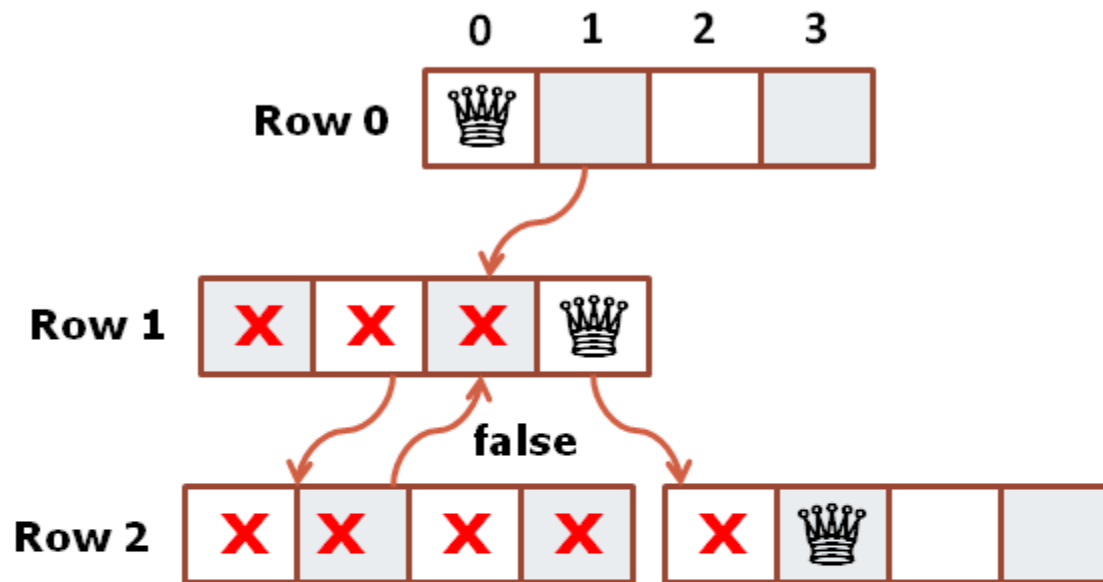 0 1 2 3
Row 0
Row 1
X X X
false
Row 2
X X X X X